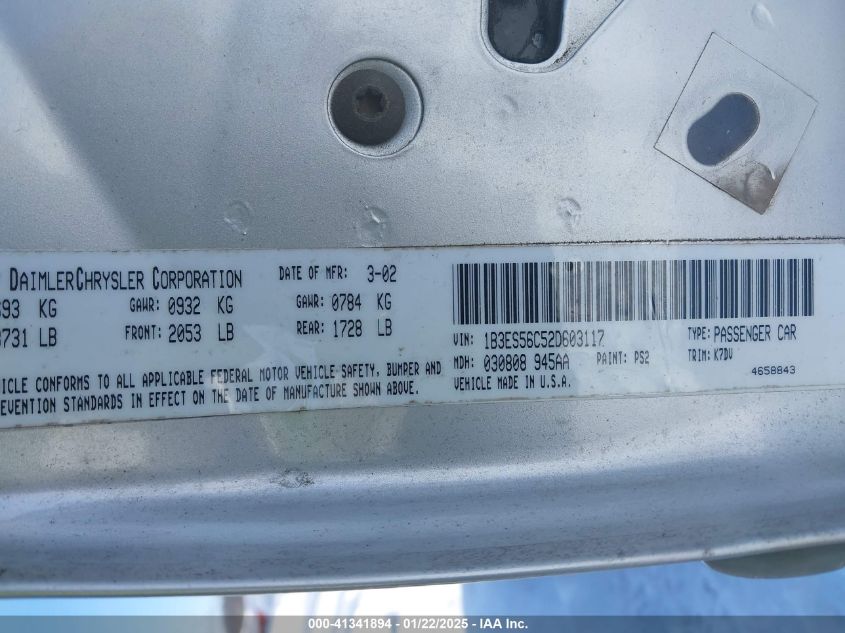 DAIMLERCHRYSLER CORPORATION DATE OF MFR: 3-02
93 KG GAWR: 0932 KG GAWR: 0784 KG
731 LB FRONT: 2053 LB REAR: 1728 LB
HICLE CONFORMS TO ALL APPLICABLE FEDERAL MOTOR VEHICLE SAFETY, BUMPER AND
EVENTION STANDARDS IN EFFECT ON THE DATE OF MANUFACTURE SHOWN ABOVE.
VIN: 1B3ES56C52D603117 TYPE: PASSENGER CAR
MDH: 030808 945AA PAINT: PS2 TRIM: K7DV
VEHICLE MADE IN U.S.A. 4658843
000-41341894 - 01/22/2025 - IAA Inc.